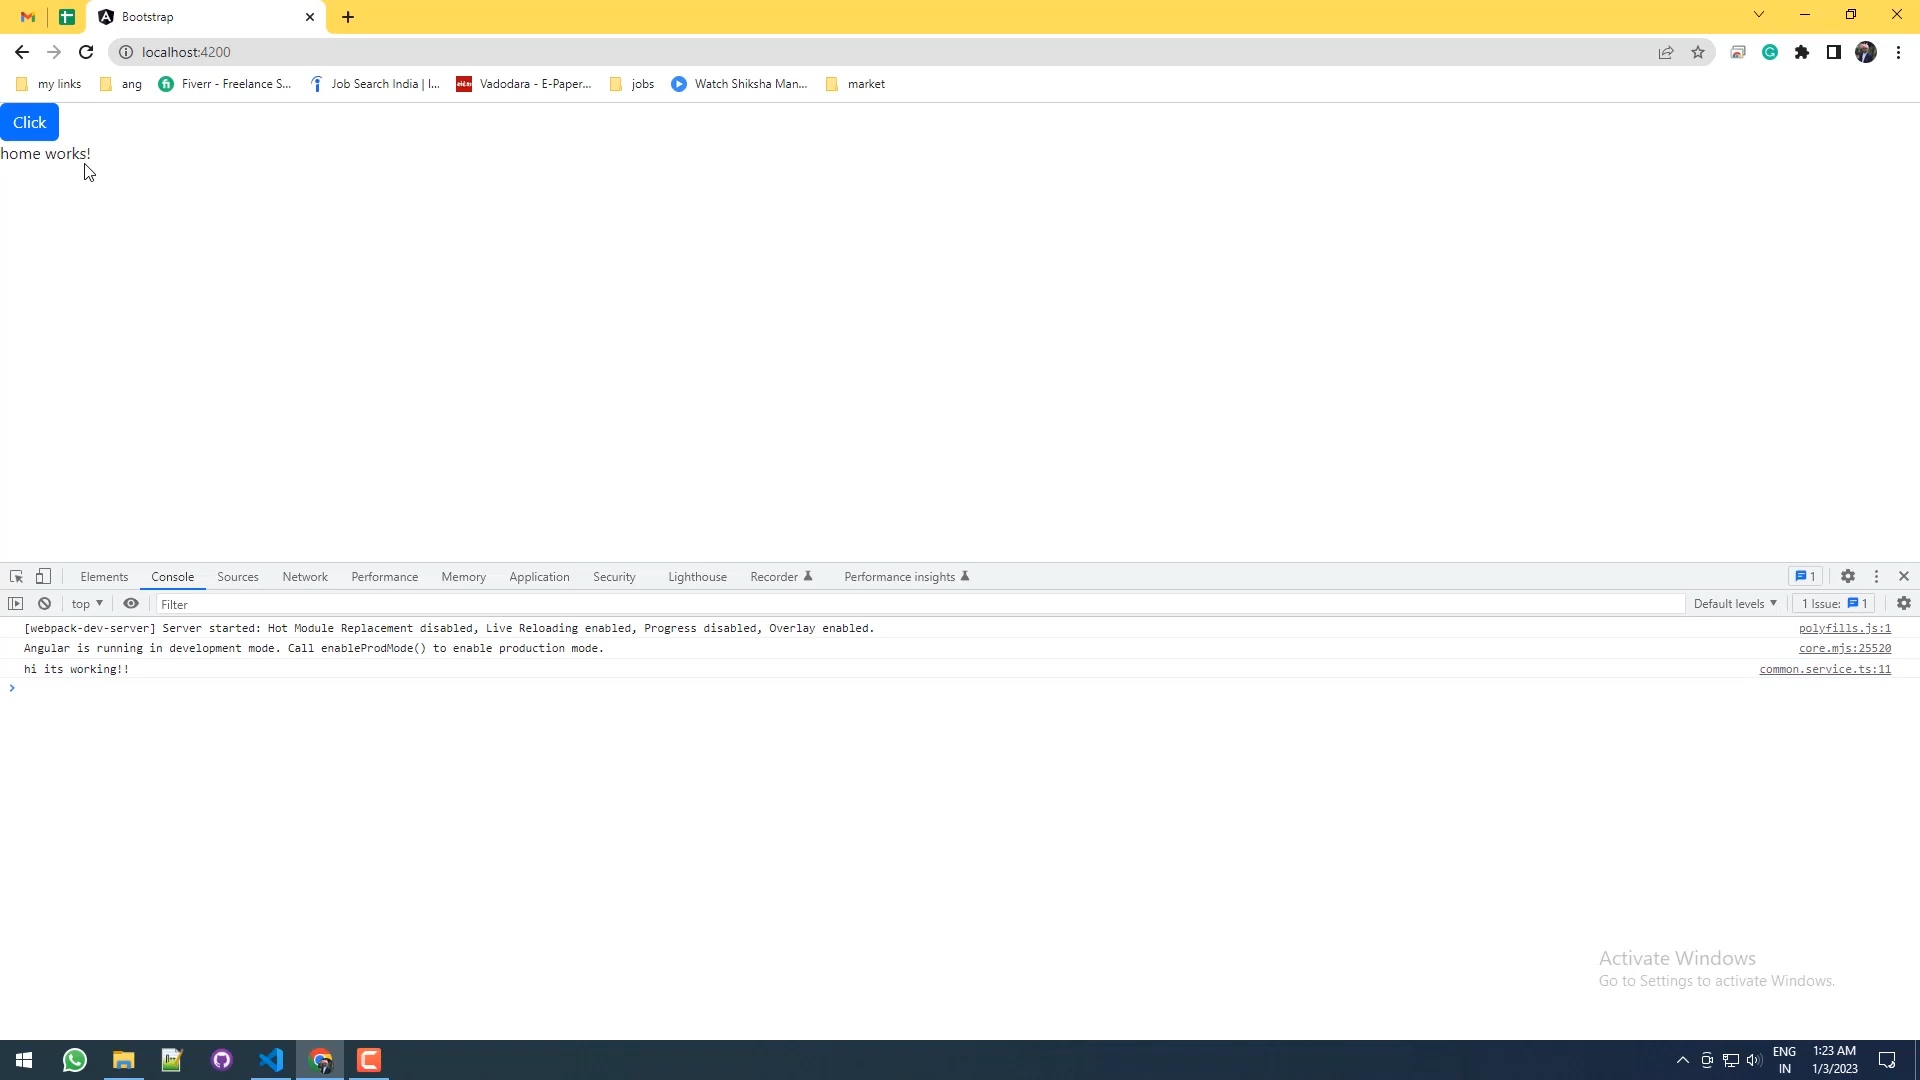 Bootstrap
localhost:4200
my links ang Fiverr - Freelance S... Job Search India | I... Vadodara - E-Paper... jobs Watch Shiksha Man... market
Click
home works!
Elements Console Sources Network Performance Memory Application Security Lighthouse Recorder Performance insights 1
top Filter Default levels 1 Issue: 1
[webpack-dev-server] Server started: Hot Module Replacement disabled, Live Reloading enabled, Progress disabled, Overlay enabled. polyfills.js:1
Angular is running in development mode. Call enableProdMode() to enable production mode. core.mjs:25520
hi its working!! common.service.ts:11
Activate Windows
Go to Settings to activate Windows.
ENG 1:23 AM
IN 1/3/2023